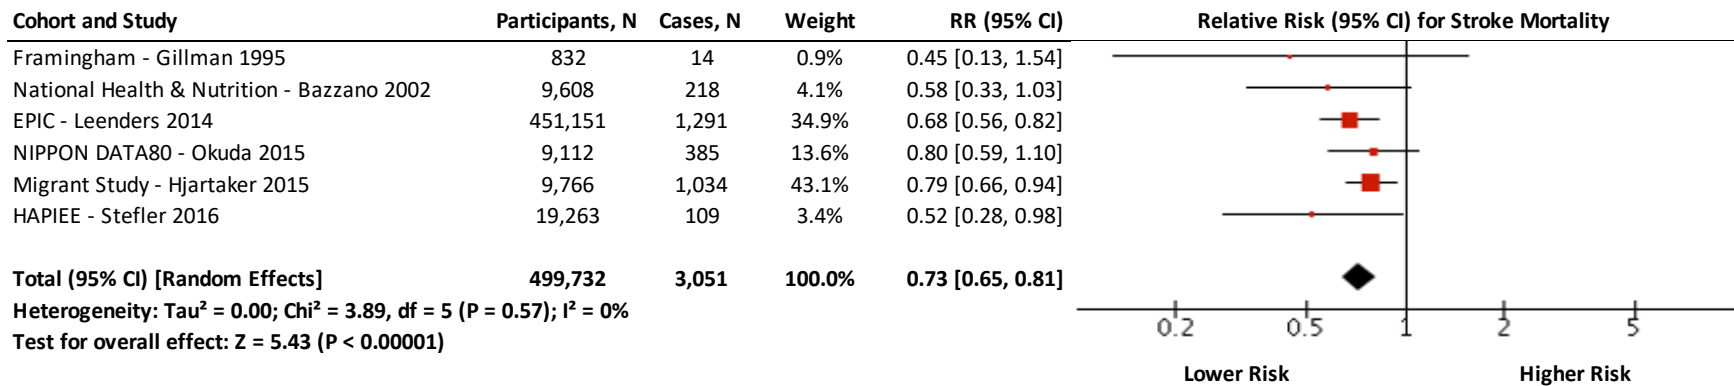 Cohort and Study Participants, N Cases, N Weight RR (95% CI) Relative Risk (95% CI) for Stroke Mortality
Framingham - Gillman 1995 832 14 0.9% 0.45 [0.13, 1.54]
National Health & Nutrition - Bazzano 2002 9,608 218 4.1% 0.58 [0.33, 1.03]
EPIC - Leenders 2014 451,151 1,291 34.9% 0.68 [0.56, 0.82]
NIPPON DATA80 - Okuda 2015 9,112 385 13.6% 0.80 [0.59, 1.10]
Migrant Study - Hjartaker 2015 9,766 1,034 43.1% 0.79 [0.66, 0.94]
HAPIEE - Stefler 2016 19,263 109 3.4% 0.52 [0.28, 0.98]
Total (95% CI) [Random Effects] 499,732 3,051 100.0% 0.73 [0.65, 0.81]
Heterogeneity: Tau² = 0.00; Chi² = 3.89, df = 5 (P = 0.57); I² = 0%
Test for overall effect: Z = 5.43 (P < 0.00001)
0.2 0.5 1 2 5
Lower Risk Higher Risk